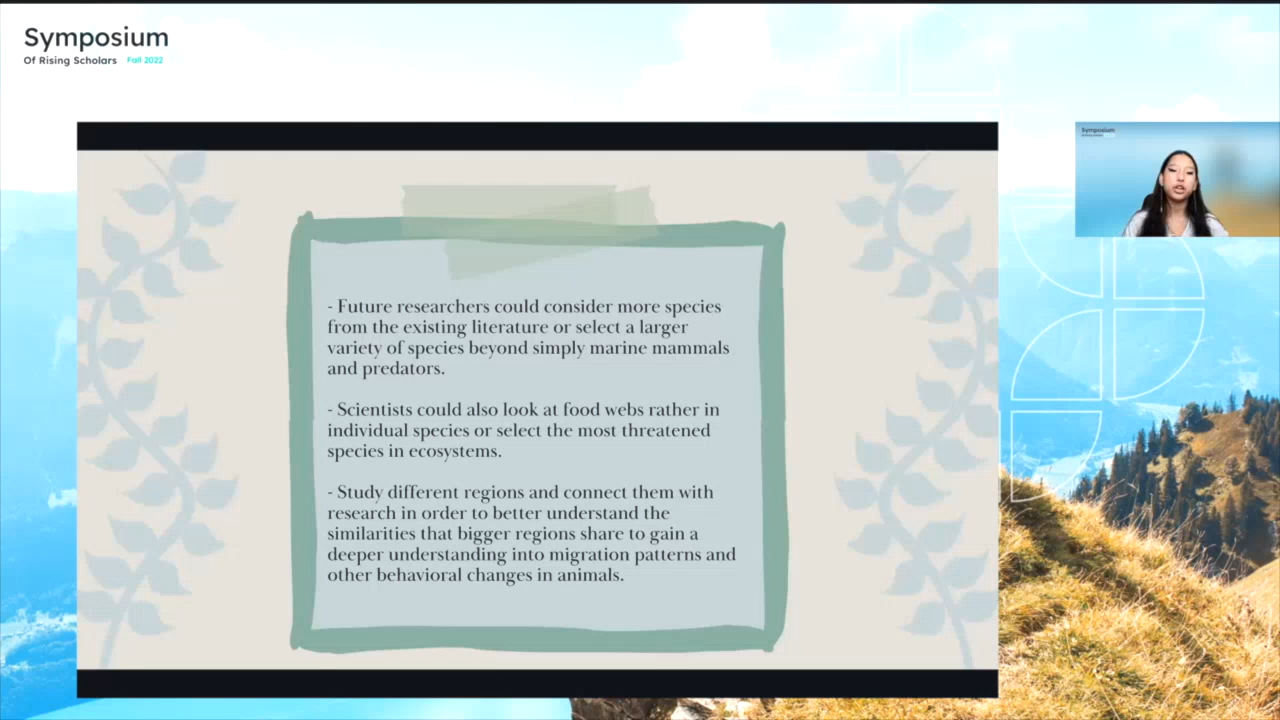 Symposium
Of Rising Scholars Fall 2022
Symposium
- Future researchers could consider more species
from the existing literature or select a larger
variety of species beyond simply marine mammals
and predators.
- Scientists could also look at food webs rather in
individual species or select the most threatened
species in ecosystems.
- Study different regions and connect them with
research in order to better understand the
similarities that bigger regions share to gain a
deeper understanding into migration patterns and
other behavioral changes in animals.